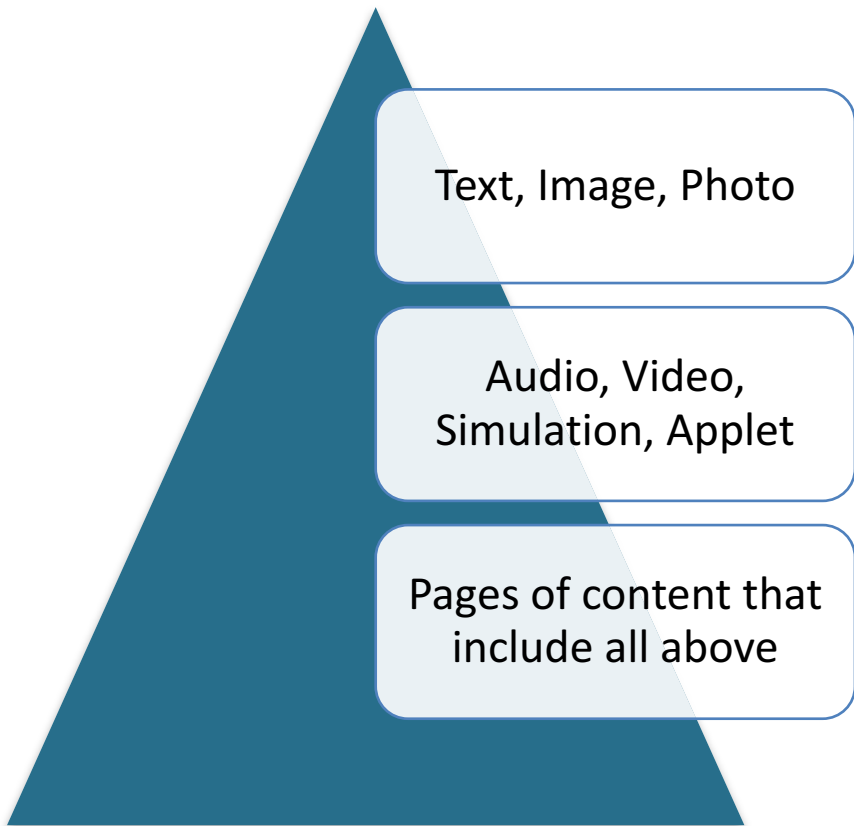 Text, Image, Photo
Audio, Video,
Simulation, Applet
Pages of content that
include all above